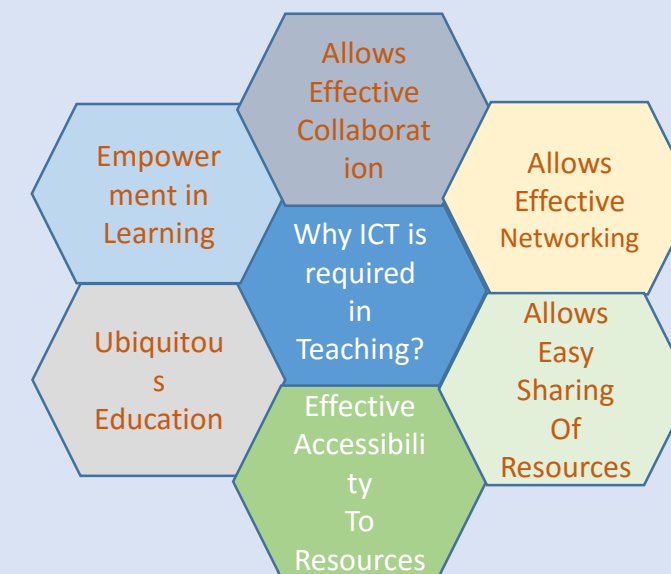 Allows
Effective
Collaborat
ion
Empower
ment in
Learning
Allows
Effective
Networking
Why ICT is
required
in
Teaching?
Ubiquitou
s
Education
Allows
Easy
Sharing
Of
Resources
Effective
Accessibili
ty
To
Resources